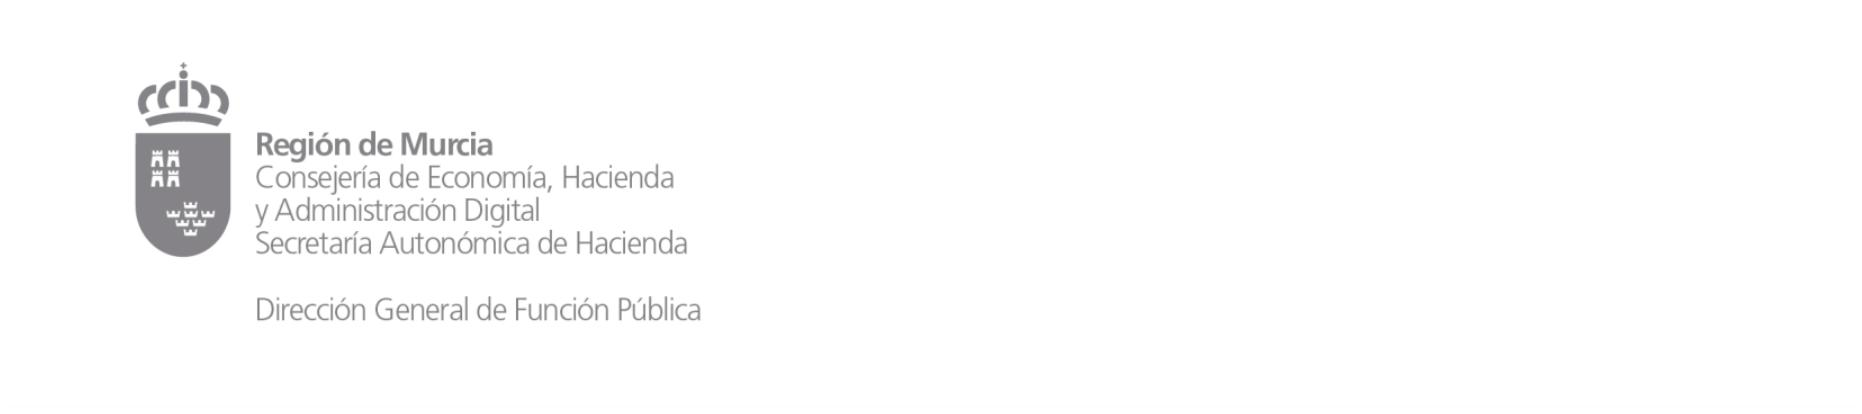 Región de Murcia
Consejería de Economía, Hacienda
y Administración Digital
Secretaría Autonómica de Hacienda
Dirección General de Función Pública